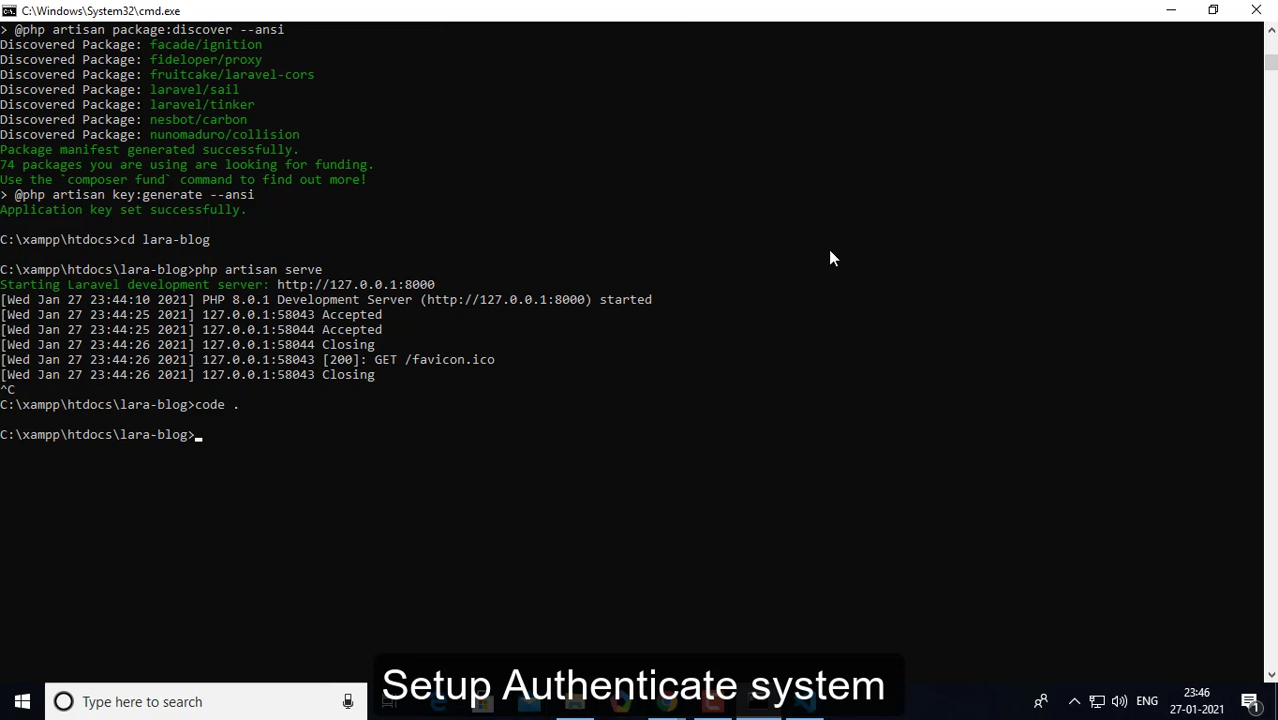 C:\Windows\System32\cmd.exe
> @php artisan package:discover --ansi
Discovered Package: facade/ignition
Discovered Package: fideloper/proxy
Discovered Package: fruitcake/laravel-cors
Discovered Package: laravel/sail
Discovered Package: laravel/tinker
Discovered Package: nesbot/carbon
Discovered Package: nunomaduro/collision
Package manifest generated successfully.
74 packages you are using are looking for funding.
Use the `composer fund` command to find out more!
> @php artisan key:generate --ansi
Application key set successfully.
C:\xampp\htdocs>cd lara-blog
C:\xampp\htdocs\lara-blog>php artisan serve
Starting Laravel development server: http://127.0.0.1:8000
[Wed Jan 27 23:44:10 2021] PHP 8.0.1 Development Server (http://127.0.0.1:8000) started
[Wed Jan 27 23:44:25 2021] 127.0.0.1:58043 Accepted
[Wed Jan 27 23:44:25 2021] 127.0.0.1:58044 Accepted
[Wed Jan 27 23:44:26 2021] 127.0.0.1:58044 Closing
[Wed Jan 27 23:44:26 2021] 127.0.0.1:58043 [200]: GET /favicon.ico
[Wed Jan 27 23:44:26 2021] 127.0.0.1:58043 Closing
^C
C:\xampp\htdocs\lara-blog>code .
C:\xampp\htdocs\lara-blog>
Setup Authenticate system
Type here to search
ENG
23:46
27-01-2021
1